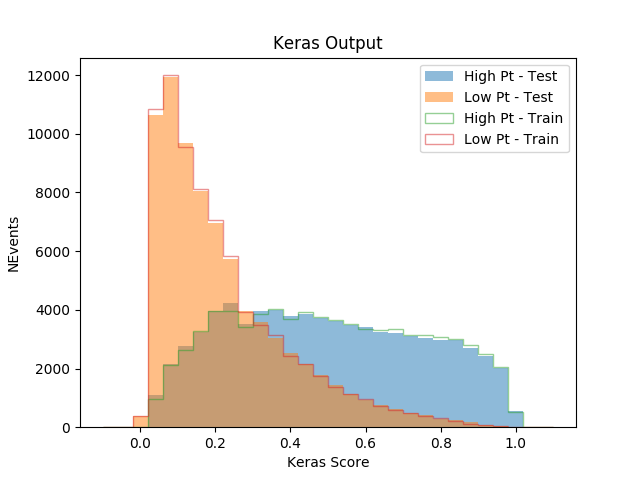 Keras Output
High Pt - Test
Low Pt - Test
High Pt - Train
Low Pt - Train
12000
10000
8000
6000
4000
2000
0
NEvents
0.0 0.2 0.4 0.6 0.8 1.0
Keras Score